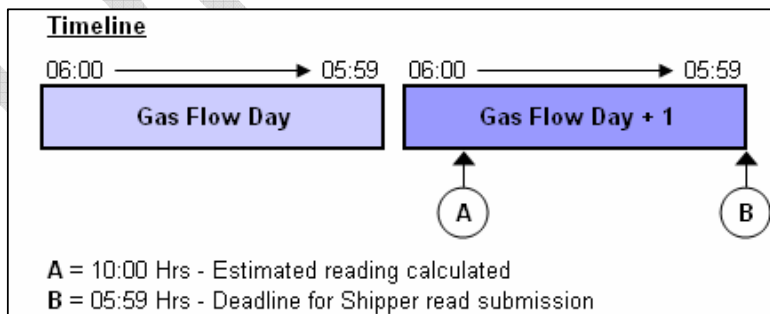 Timeline
06:00 05:59 06:00 05:59
Gas Flow Day Gas Flow Day + 1
A B
A = 10:00 Hrs - Estimated reading calculated
B = 05:59 Hrs - Deadline for Shipper read submission